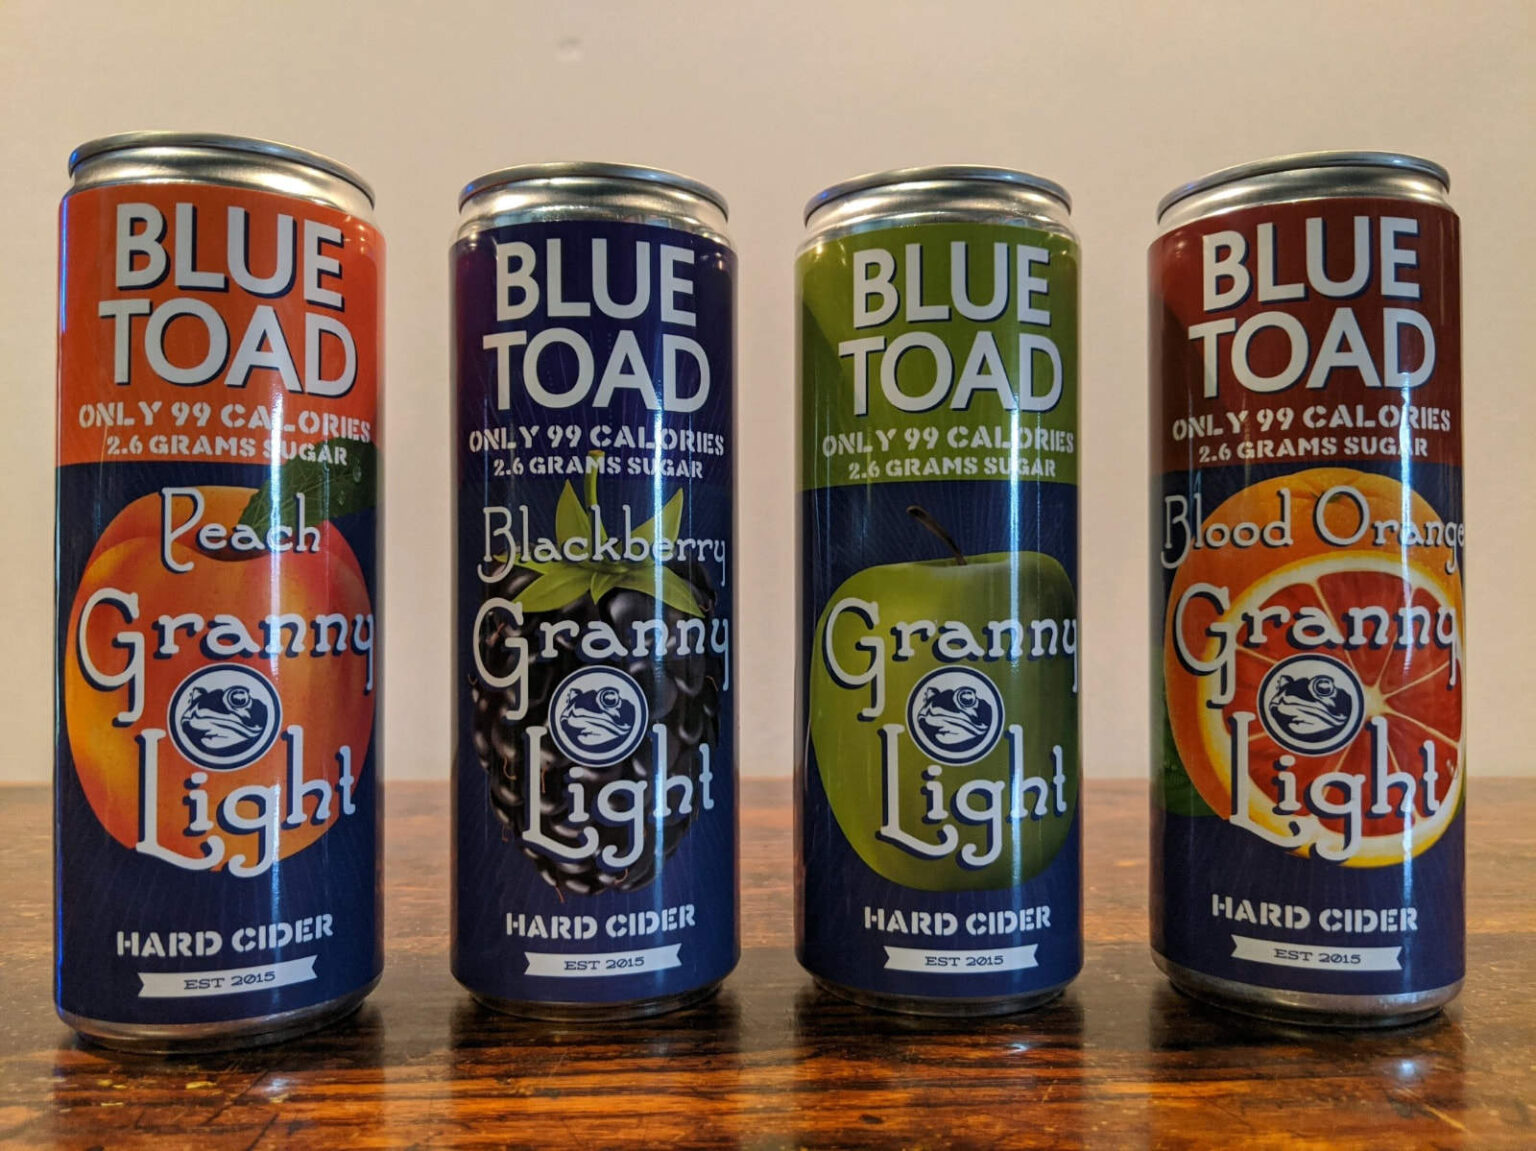 BLUE
TOAD
ONLY 99 CALORIES
2.6 GRAMS SUGAR
Peach
Granny
Light
HARD CIDER
EST 2015
BLUE
TOAD
ONLY 99 CALORIES
2.6 GRAMS SUGAR
Blackberry
Granny
Light
HARD CIDER
EST 2015
BLUE
TOAD
ONLY 99 CALORIES
2.6 GRAMS SUGAR
Granny
Light
HARD CIDER
EST 2015
BLUE
TOAD
ONLY 99 CALORIES
2.6 GRAMS SUGAR
Blood Orange
Granny
Light
HARD CIDER
EST 2015